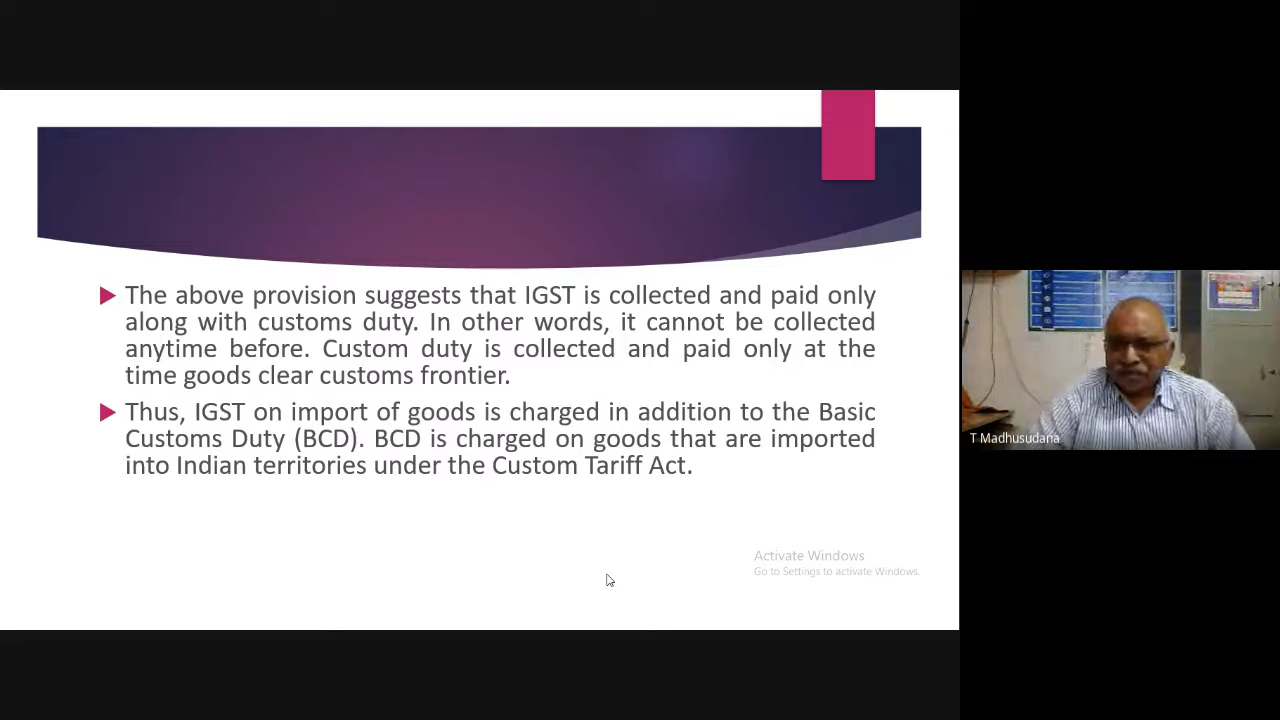 The above provision suggests that IGST is collected and paid only
along with customs duty. In other words, it cannot be collected
anytime before. Custom duty is collected and paid only at the
time goods clear customs frontier.
Thus, IGST on import of goods is charged in addition to the Basic
Customs Duty (BCD). BCD is charged on goods that are imported
into Indian territories under the Custom Tariff Act.
Activate Windows
Go to Settings to activate Windows.
T Madhusudana